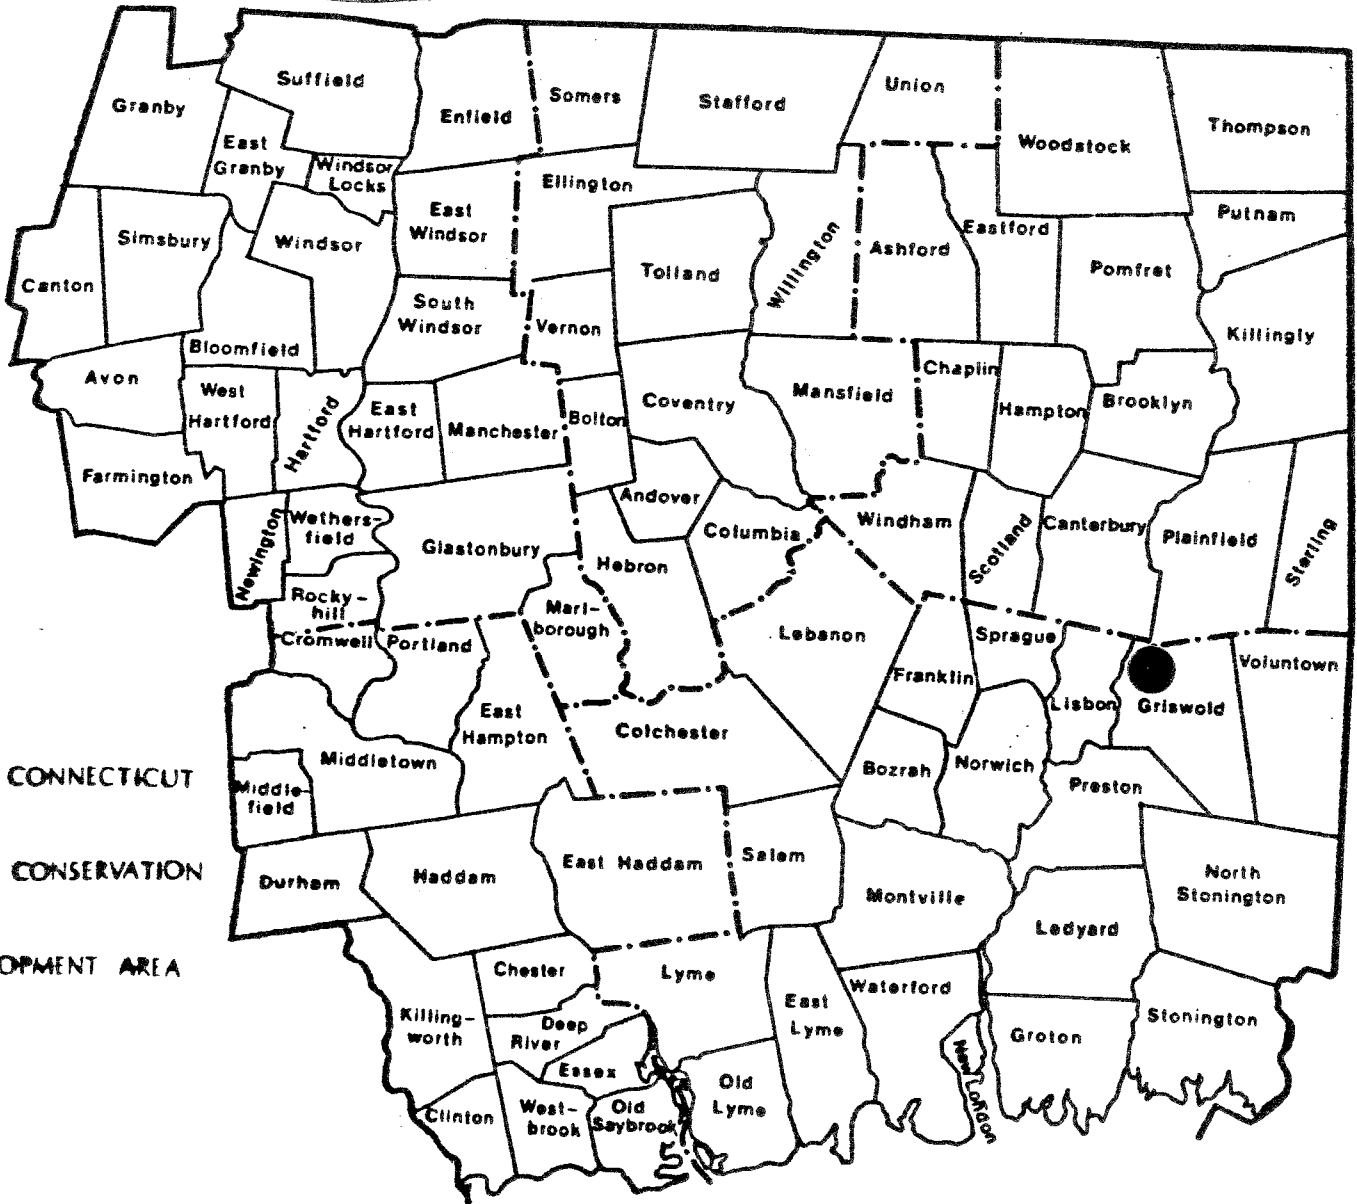 Suffield
Granby
Enfield
Somers
Stafford
Union
Woodstock
Thompson
East
Granby
Windsor
Locks
Ellington
East
Windsor
Simsbury
Windsor
Canton
Tolland
Willington
Ashford
Eastford
Pomfret
Putnam
Killingly
South
Windsor
Vernon
Bloomfield
Avon
West
Hartford
Hartford
East
Hartford
Manchester
Bolton
Coventry
Mansfield
Chaplin
Hampton
Brooklyn
Farmington
Andover
Columbia
Windham
Scotland
Canterbury
Plainfield
Sterling
Newington
Wethers-
field
Glastonbury
Hebron
Rocky-
hill
Marl-
borough
Cromwell
Portland
Lebanon
Sprague
Franklin
Lisbon
Griswold
Voluntown
East
Hampton
Colchester
Middletown
Bozrah
Norwich
Preston
CONNECTICUT
Middle-
field
CONSERVATION
Durham
Haddam
East Haddam
Salem
Montville
North
Stonington
Ledyard
OPMENT AREA
Chester
Lyme
East
Lyme
Waterford
Killing-
worth
Deep
River
Essex
Groton
Stonington
New London
Clinton
West-
brook
Old
Saybrook
Old
Lyme